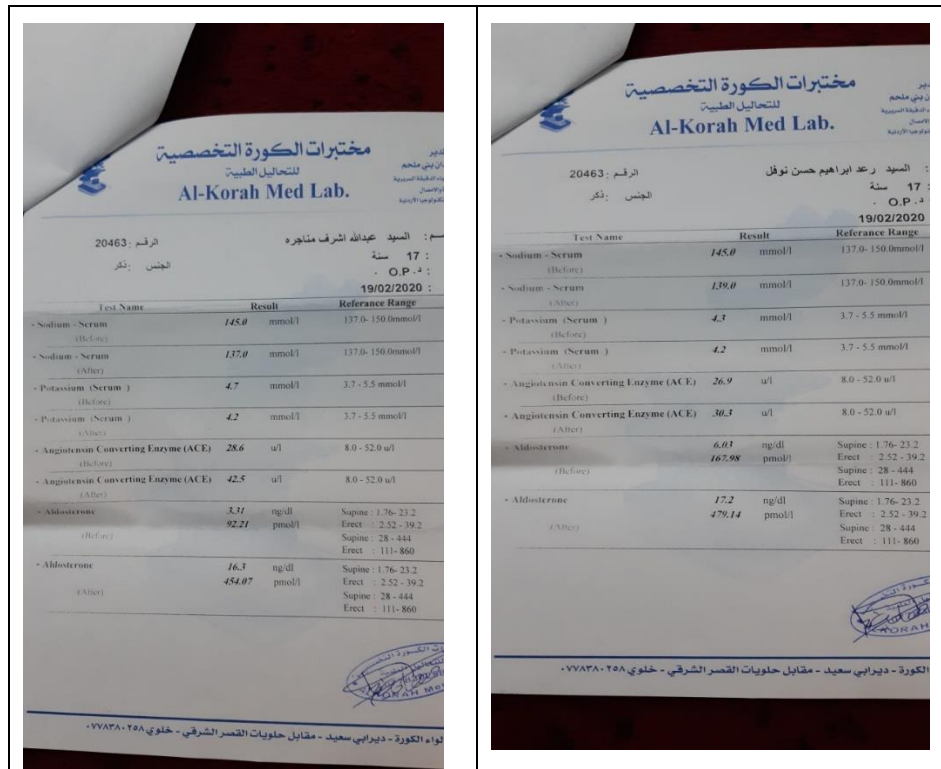 مختبرات الكورة التخصصية
للتحاليل الطبية
Al-Korah Med Lab.
السيد عبدالله اشرف مناجره
الرقم : 20463
: 17 سنة
الجنس : ذكر
: د. O.P .
: 19/02/2020
Test Name Result Referance Range
- Sodium - Serum 145.0 mmol/l 137.0- 150.0mmol/l
(Before)
- Sodium - Serum 137.0 mmol/l 137.0- 150.0mmol/l
(After)
- Potassium (Serum ) 4.7 mmol/l 3.7 - 5.5 mmol/l
(Before)
- Potassium (Serum ) 4.2 mmol/l 3.7 - 5.5 mmol/l
(After)
- Angiotensin Converting Enzyme (ACE) 28.6 u/l 8.0 - 52.0 u/l
(Before)
- Angiotensin Converting Enzyme (ACE) 42.5 u/l 8.0 - 52.0 u/l
(After)
- Aldosterone 3.31 ng/dl Supine : 1.76- 23.2
92.21 pmol/l Erect : 2.52 - 39.2
(Before) Supine : 28 - 444
Erect : 111- 860
- Aldosterone 16.3 ng/dl Supine : 1.76- 23.2
454.07 pmol/l Erect : 2.52 - 39.2
(After) Supine : 28 - 444
Erect : 111- 860
لواء الكورة - ديرابي سعيد - مقابل حلويات القصر الشرقي - خلوي ٠٧٧٨٣٨٠٢٥٨
مختبرات الكورة التخصصية
للتحاليل الطبية
Al-Korah Med Lab.
: السيد رعد ابراهيم حسن نوفل
الرقم : 20463
: 17 سنة
الجنس : ذكر
: د. O.P .
19/02/2020
Test Name Result Referance Range
- Sodium - Serum 145.0 mmol/l 137.0- 150.0mmol/l
(Before)
- Sodium - Serum 139.0 mmol/l 137.0- 150.0mmol/l
(After)
- Potassium (Serum ) 4.3 mmol/l 3.7 - 5.5 mmol/l
(Before)
- Potassium (Serum ) 4.2 mmol/l 3.7 - 5.5 mmol/l
(After)
- Angiotensin Converting Enzyme (ACE) 26.9 u/l 8.0 - 52.0 u/l
(Before)
- Angiotensin Converting Enzyme (ACE) 30.3 u/l 8.0 - 52.0 u/l
(After)
- Aldosterone 6.03 ng/dl Supine : 1.76- 23.2
167.98 pmol/l Erect : 2.52 - 39.2
(Before) Supine : 28 - 444
Erect : 111- 860
- Aldosterone 17.2 ng/dl Supine : 1.76- 23.2
479.14 pmol/l Erect : 2.52 - 39.2
(After) Supine : 28 - 444
Erect : 111- 860
الكورة - ديرابي سعيد - مقابل حلويات القصر الشرقي - خلوي ٠٧٧٨٣٨٠٢٥٨